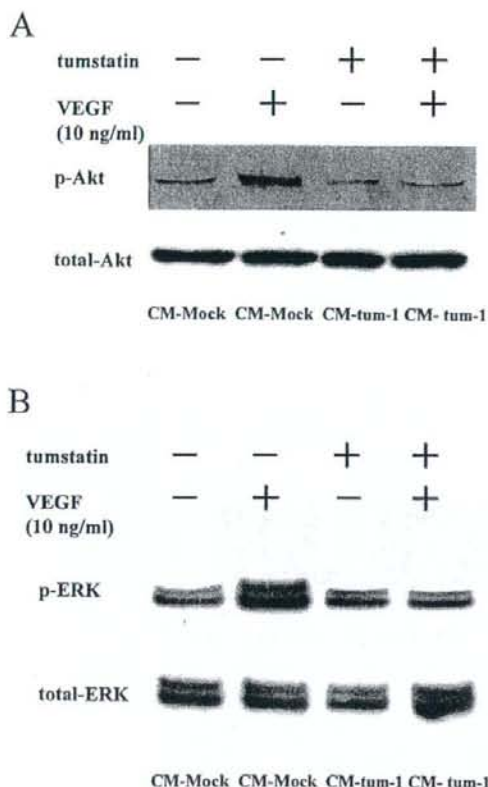 A
tumstatin − − + +
VEGF − + − +
(10 ng/ml)
p-Akt
total-Akt
CM-Mock CM-Mock CM-tum-1 CM- tum-1
B
tumstatin − − + +
VEGF − + − +
(10 ng/ml)
p-ERK
total-ERK
CM-Mock CM-Mock CM-tum-1 CM- tum-1